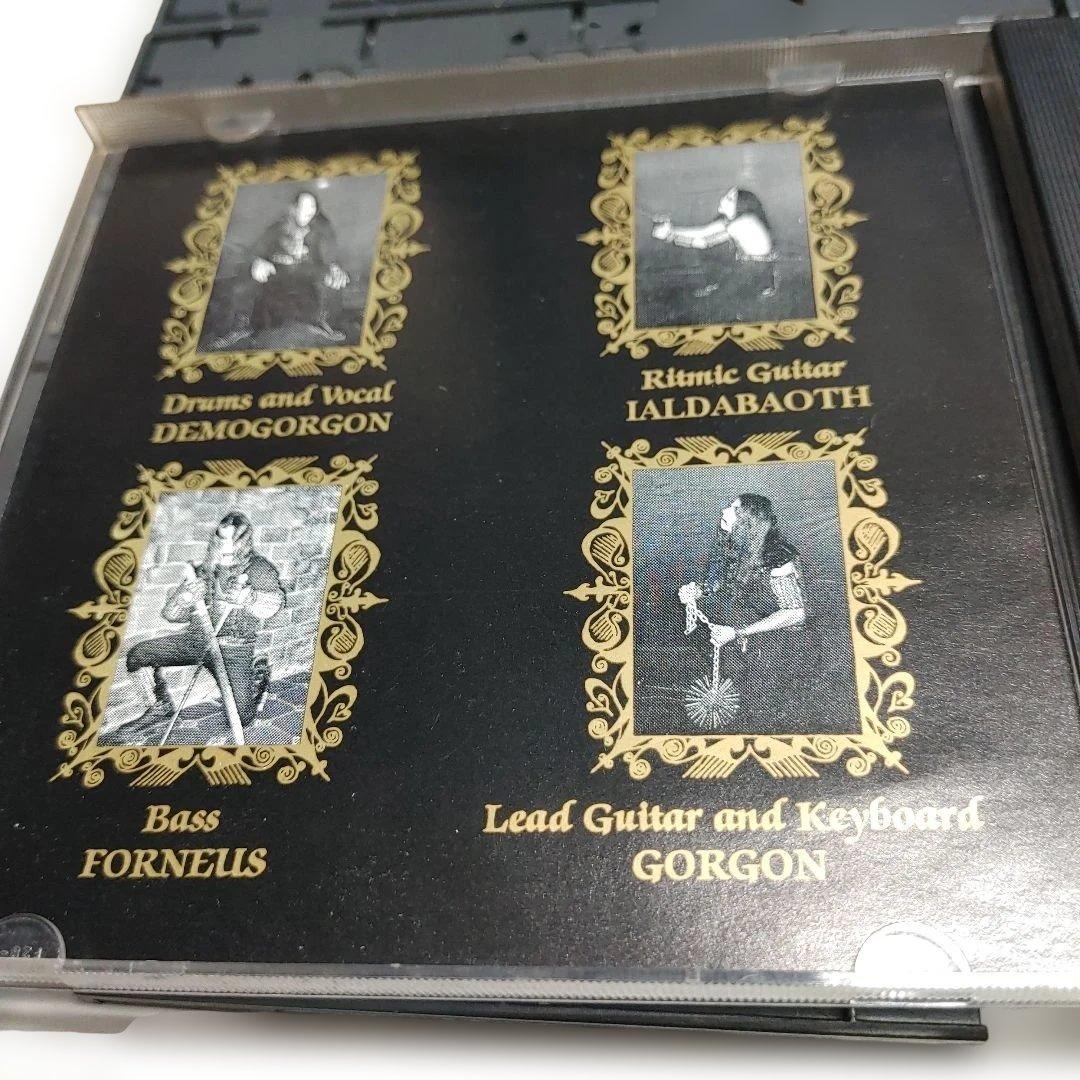 Drums and Vocal
DEMOGORGON
Ritmic Guitar
IALDABAOTH
Bass
FORNEUS
Lead Guitar and Keyboard
GORGON